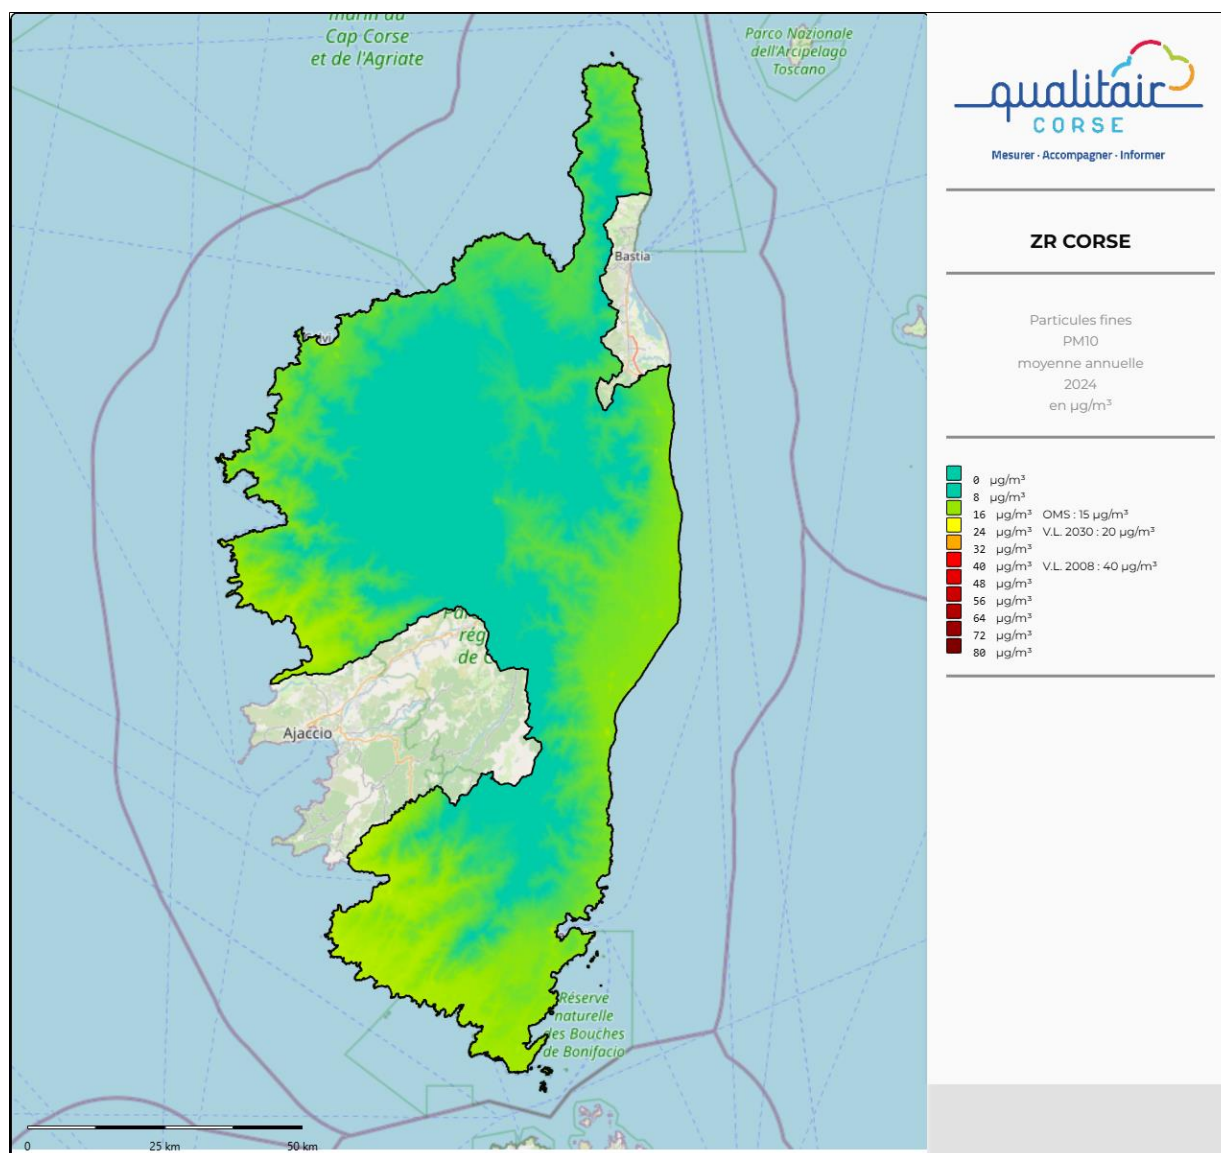 marin du
Cap Corse
et de l'Agriate
Parco Nazionale
dell'Arcipelago
Toscano
Bastia
Ajaccio
Réserve
naturelle
des Bouches
de Bonifacio
0 25 km 50 km
qualitair
CORSE
Mesurer · Accompagner · Informer
ZR CORSE
Particules fines
PM10
moyenne annuelle
2024
en µg/m³
0 µg/m³
8 µg/m³
16 µg/m³ OMS : 15 µg/m³
24 µg/m³ V.L. 2030 : 20 µg/m³
32 µg/m³
40 µg/m³ V.L. 2008 : 40 µg/m³
48 µg/m³
56 µg/m³
64 µg/m³
72 µg/m³
80 µg/m³